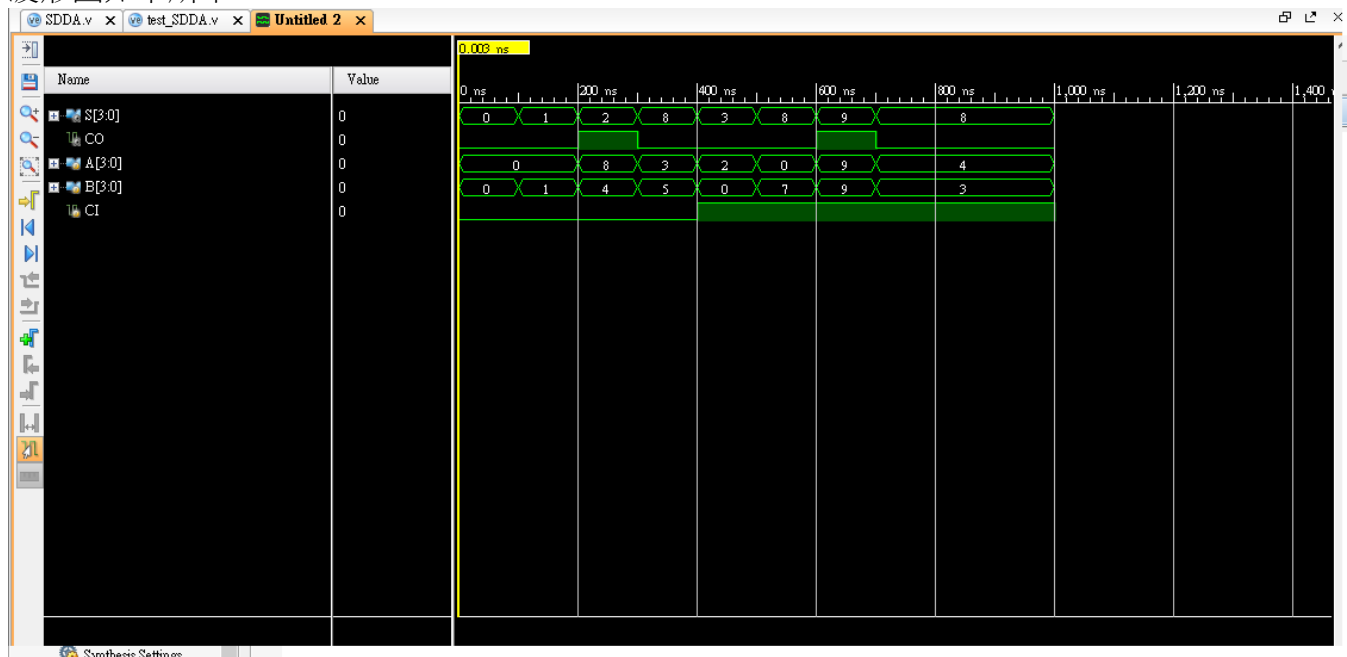 SDDA.v x test_SDDA.v x Untitled 2 x
0.003 ns
Name Value
0 ns 200 ns 400 ns 600 ns 800 ns 1,000 ns 1,200 ns 1,400
S[3:0] 0 0 1 2 8 3 8 9 8
CO 0
A[3:0] 0 0 8 3 2 0 9 4
B[3:0] 0 0 1 4 5 0 7 9 3
CI 0
Synthesis Settings